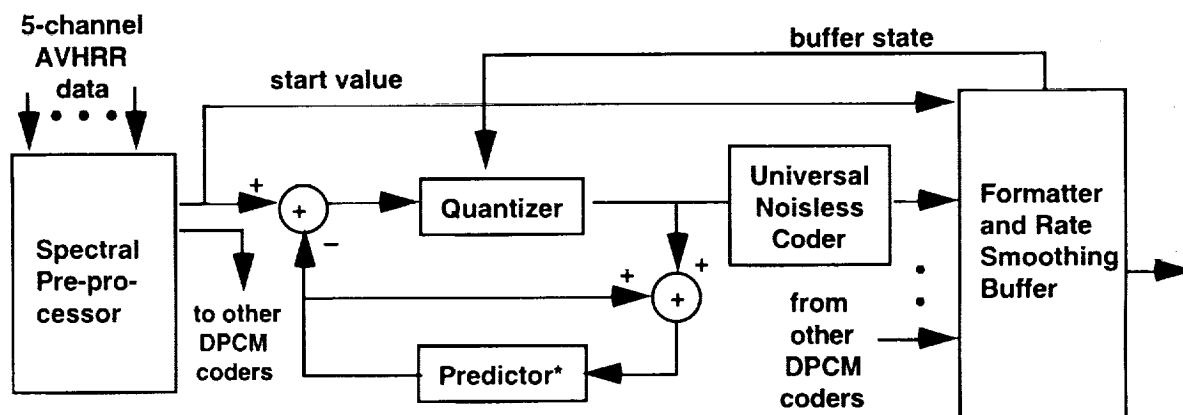 5-channel
AVHRR
data
start value
buffer state
Spectral
Pre-pro-
cessor
+
+
−
Quantizer
Universal
Noisless
Coder
Formatter
and Rate
Smoothing
Buffer
to other
DPCM
coders
+
+
+
Predictor*
from
other
DPCM
coders